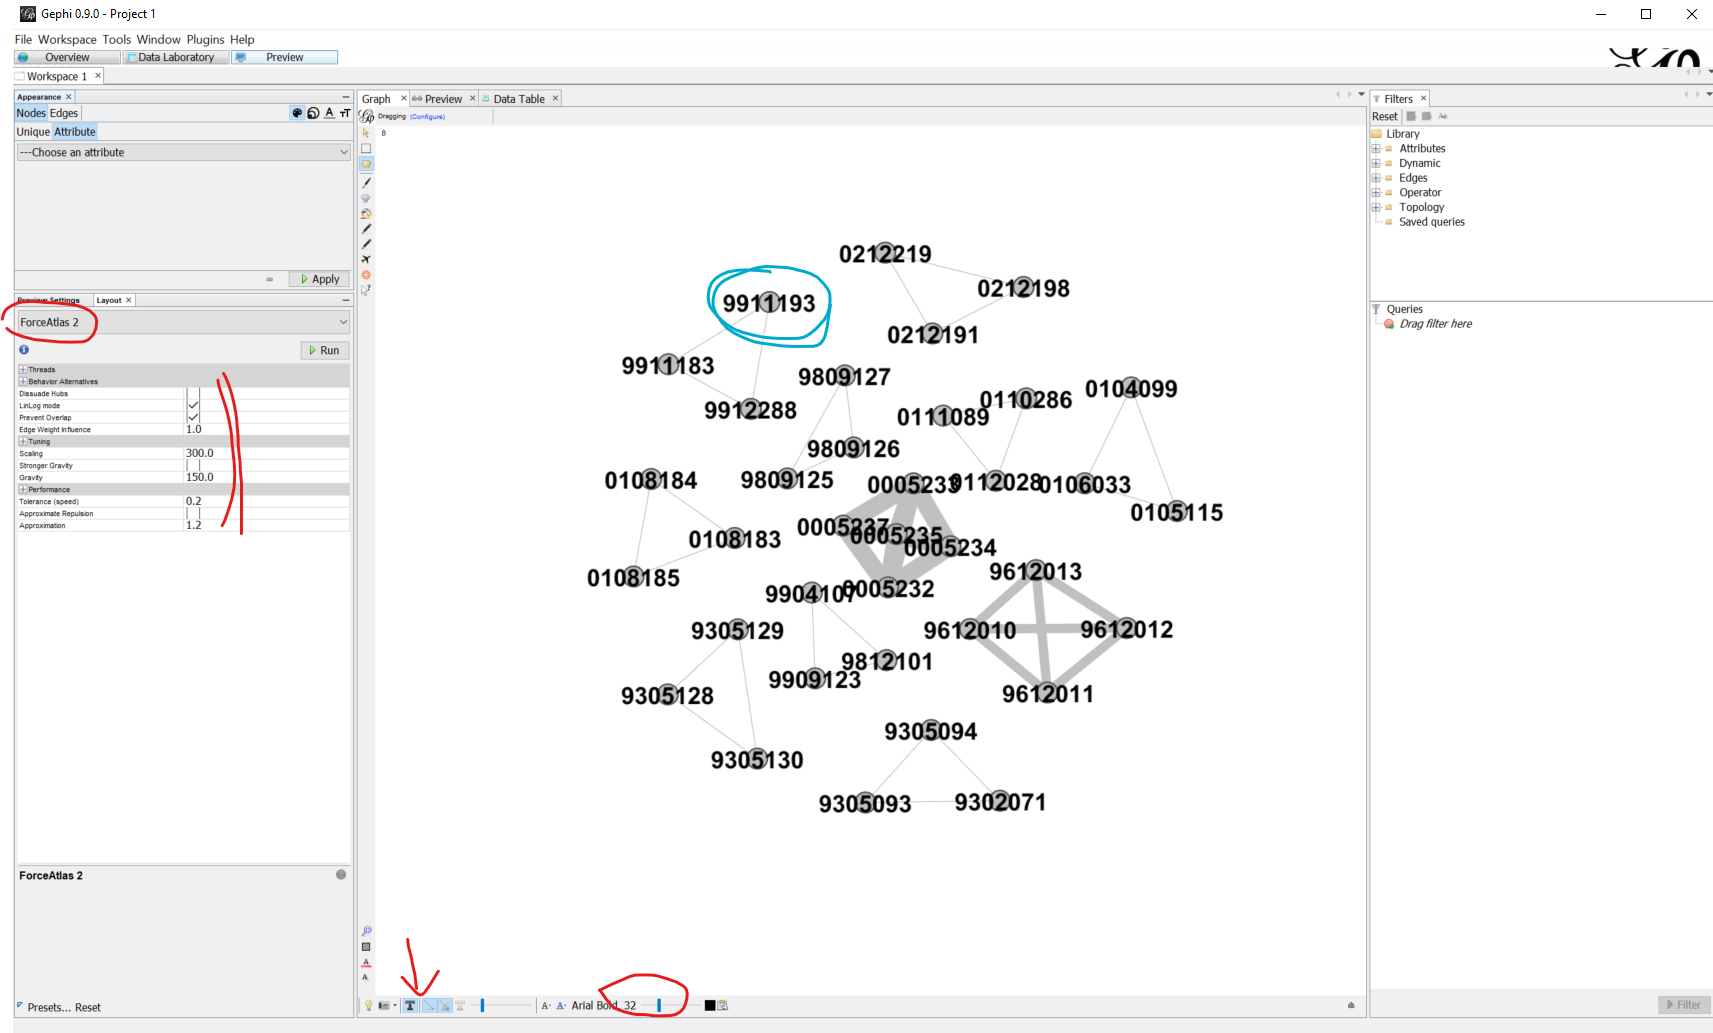 Gephi 0.9.0 - Project 1
File Workspace Tools Window Plugins Help
Overview Data Laboratory Preview
Workspace 1
Appearance
Nodes Edges
Unique Attribute
---Choose an attribute
Apply
Preview Settings Layout
ForceAtlas 2
Run
Threads
Behavior Alternatives
Dissuade Hubs
LinLog mode
Prevent Overlap
Edge Weight Influence 1.0
Tuning
Scaling 300.0
Stronger Gravity
Gravity 150.0
Performance
Tolerance (speed) 0.2
Approximate Repulsion
Approximation 1.2
ForceAtlas 2
Presets... Reset
Graph Preview Data Table
Dragging (Configure)
0212219
9911193
0212198
0212191
9911183
9809127
0104099
0110286
9912288
0111089
9809126
0108184
9809125
0005233
0112028
0106033
0105115
0005237
0005235
0108183
0005234
9612013
0108185
9904107
0005232
9305129
9612010
9612012
9812101
9909123
9305128
9612011
9305094
9305130
9305093
9302071
T A- A- Arial Bold, 32
Filters
Reset
Library
Attributes
Dynamic
Edges
Operator
Topology
Saved queries
Queries
Drag filter here
Filter